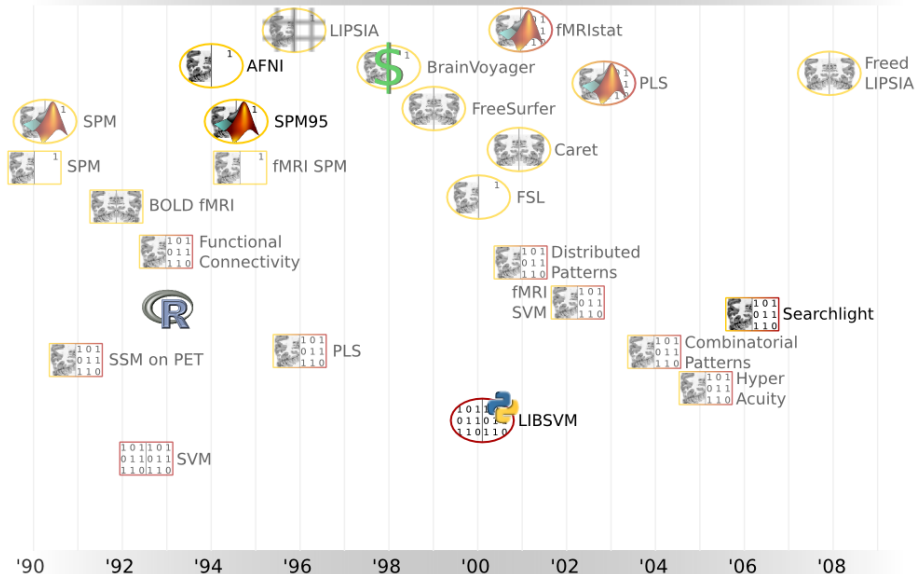 LIPSIA
fMRIstat
AFNI
$
BrainVoyager
Freed
LIPSIA
PLS
FreeSurfer
SPM
SPM95
Caret
SPM
fMRI SPM
FSL
BOLD fMRI
Functional
Connectivity
Distributed
Patterns
fMRI
SVM
R
Searchlight
SSM on PET
PLS
Combinatorial
Patterns
Hyper
Acuity
LIBSVM
SVM
'90 '92 '94 '96 '98 '00 '02 '04 '06 '08